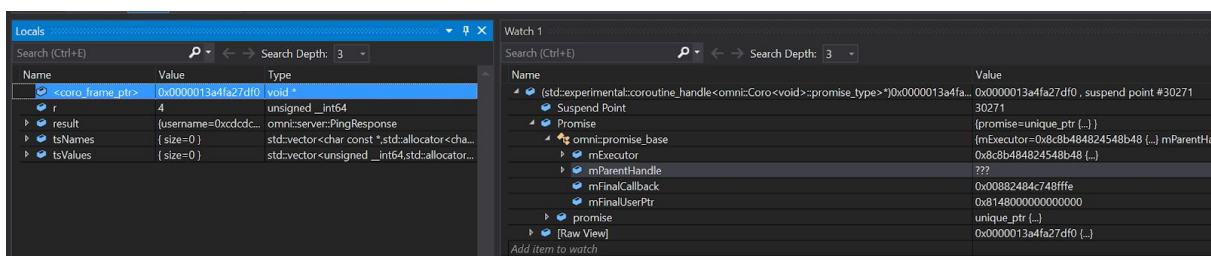 Locals
Search (Ctrl+E) Search Depth: 3
Name Value Type
<coro_frame_ptr> 0x0000013a4fa27df0 void *
r 4 unsigned __int64
result {username=0xcdcdc... omni::server::PingResponse
tsNames { size=0 } std::vector<char const *,std::allocator<cha...
tsValues { size=0 } std::vector<unsigned __int64,std::allocator...
Watch 1
Search (Ctrl+E) Search Depth: 3
Name Value
(std::experimental::coroutine_handle<omni::Coro<void>::promise_type>*)0x0000013a4fa... 0x0000013a4fa27df0 , suspend point #30271
Suspend Point 30271
Promise {promise=unique_ptr {...} }
omni::promise_base {mExecutor=0x8c8b484824548b48 {...} mParentHa
mExecutor 0x8c8b484824548b48 {...}
mParentHandle ???
mFinalCallback 0x00882484c748fffe
mFinalUserPtr 0x8148000000000000
promise unique_ptr {...}
[Raw View] 0x0000013a4fa27df0 {...}
Add item to watch